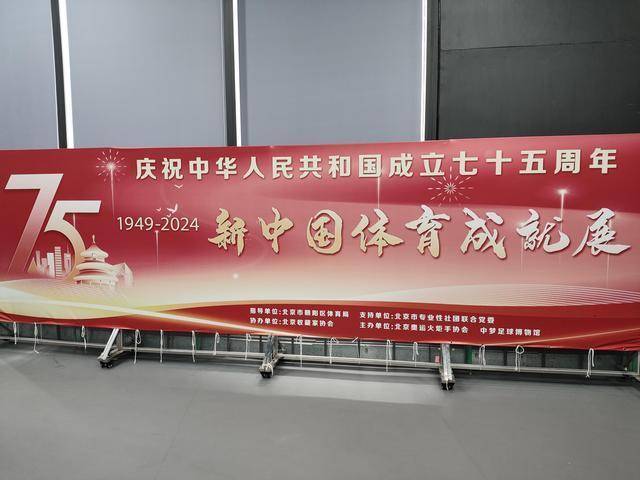 庆祝中华人民共和国成立七十五周年
75
1949-2024 新中国体育成就展
指导单位:北京市朝阳区体育局 支持单位:北京市专业性社团联合党委
协办单位:北京收藏家协会 主办单位:北京奥运火炬手协会 中梦足球博物馆